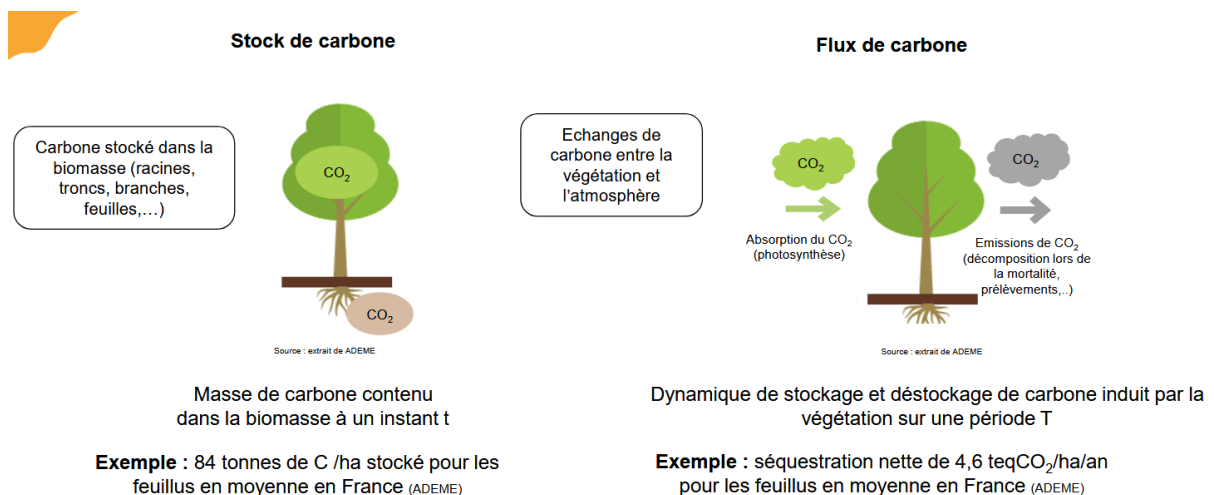 Stock de carbone
Carbone stocké dans la
biomasse (racines,
troncs, branches,
feuilles,…)
CO₂
CO₂
Source : extrait de ADEME
Masse de carbone contenu
dans la biomasse à un instant t
Exemple : 84 tonnes de C /ha stocké pour les
feuillus en moyenne en France (ADEME)
Flux de carbone
Echanges de
carbone entre la
végétation et
l'atmosphère
CO₂
Absorption du CO₂
(photosynthèse)
CO₂
Emissions de CO₂
(décomposition lors de
la mortalité,
prélèvements,..)
Source : extrait de ADEME
Dynamique de stockage et déstockage de carbone induit par la
végétation sur une période T
Exemple : séquestration nette de 4,6 teqCO₂/ha/an
pour les feuillus en moyenne en France (ADEME)